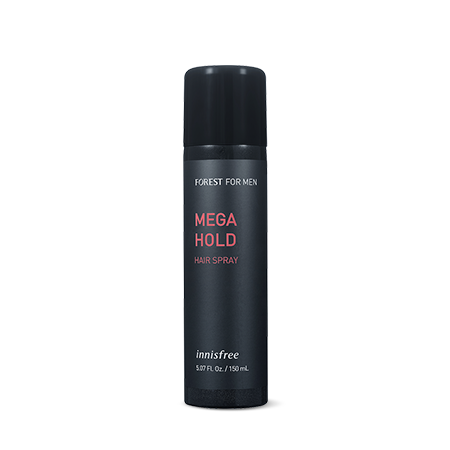 FOREST FOR MEN
MEGA
HOLD
HAIR SPRAY
innisfree
5.07 Fl. Oz. / 150 mL